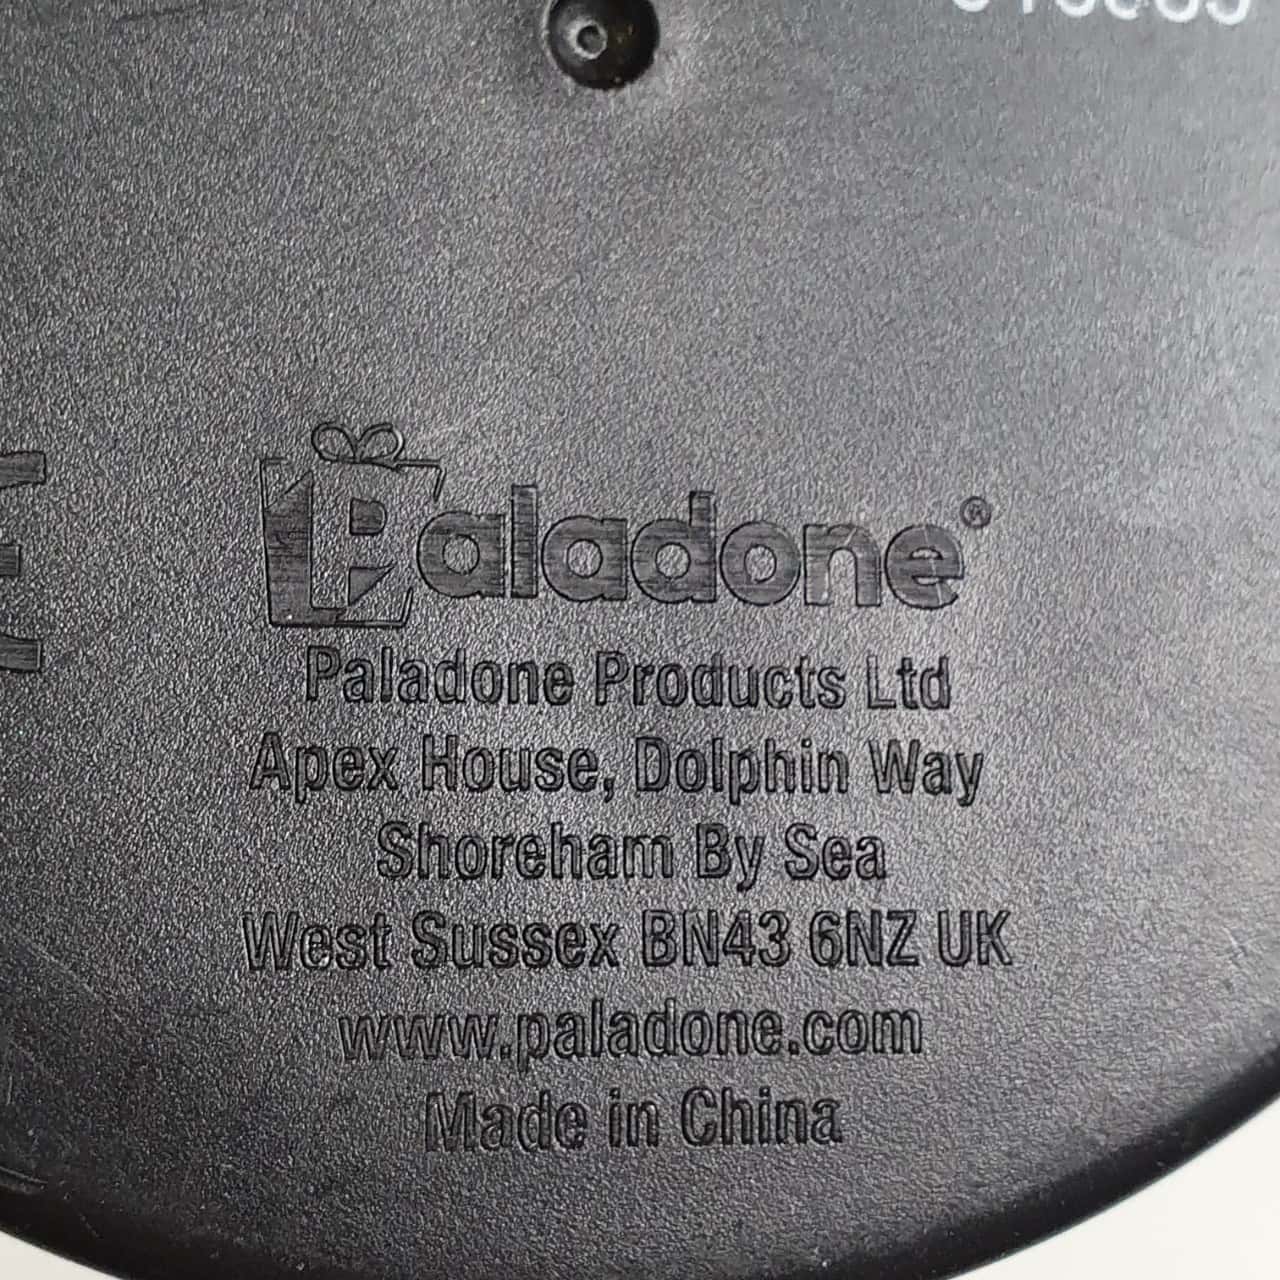 Paladone®
Paladone Products Ltd
Apex House, Dolphin Way
Shoreham By Sea
West Sussex BN43 6NZ UK
www.paladone.com
Made in China